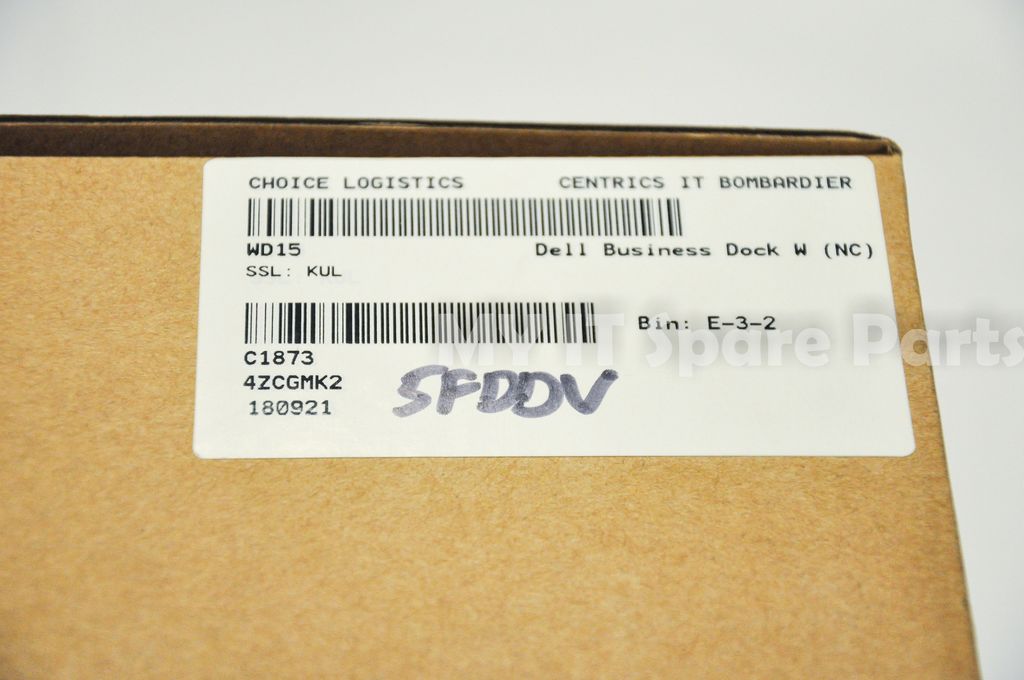 CHOICE LOGISTICS CENTRICS IT BOMBARDIER
WD15 Dell Business Dock W (NC)
SSL: KUL
Bin: E-3-2
MY IT Spare Parts
C1873
4ZCGMK2
180921
5FDDV